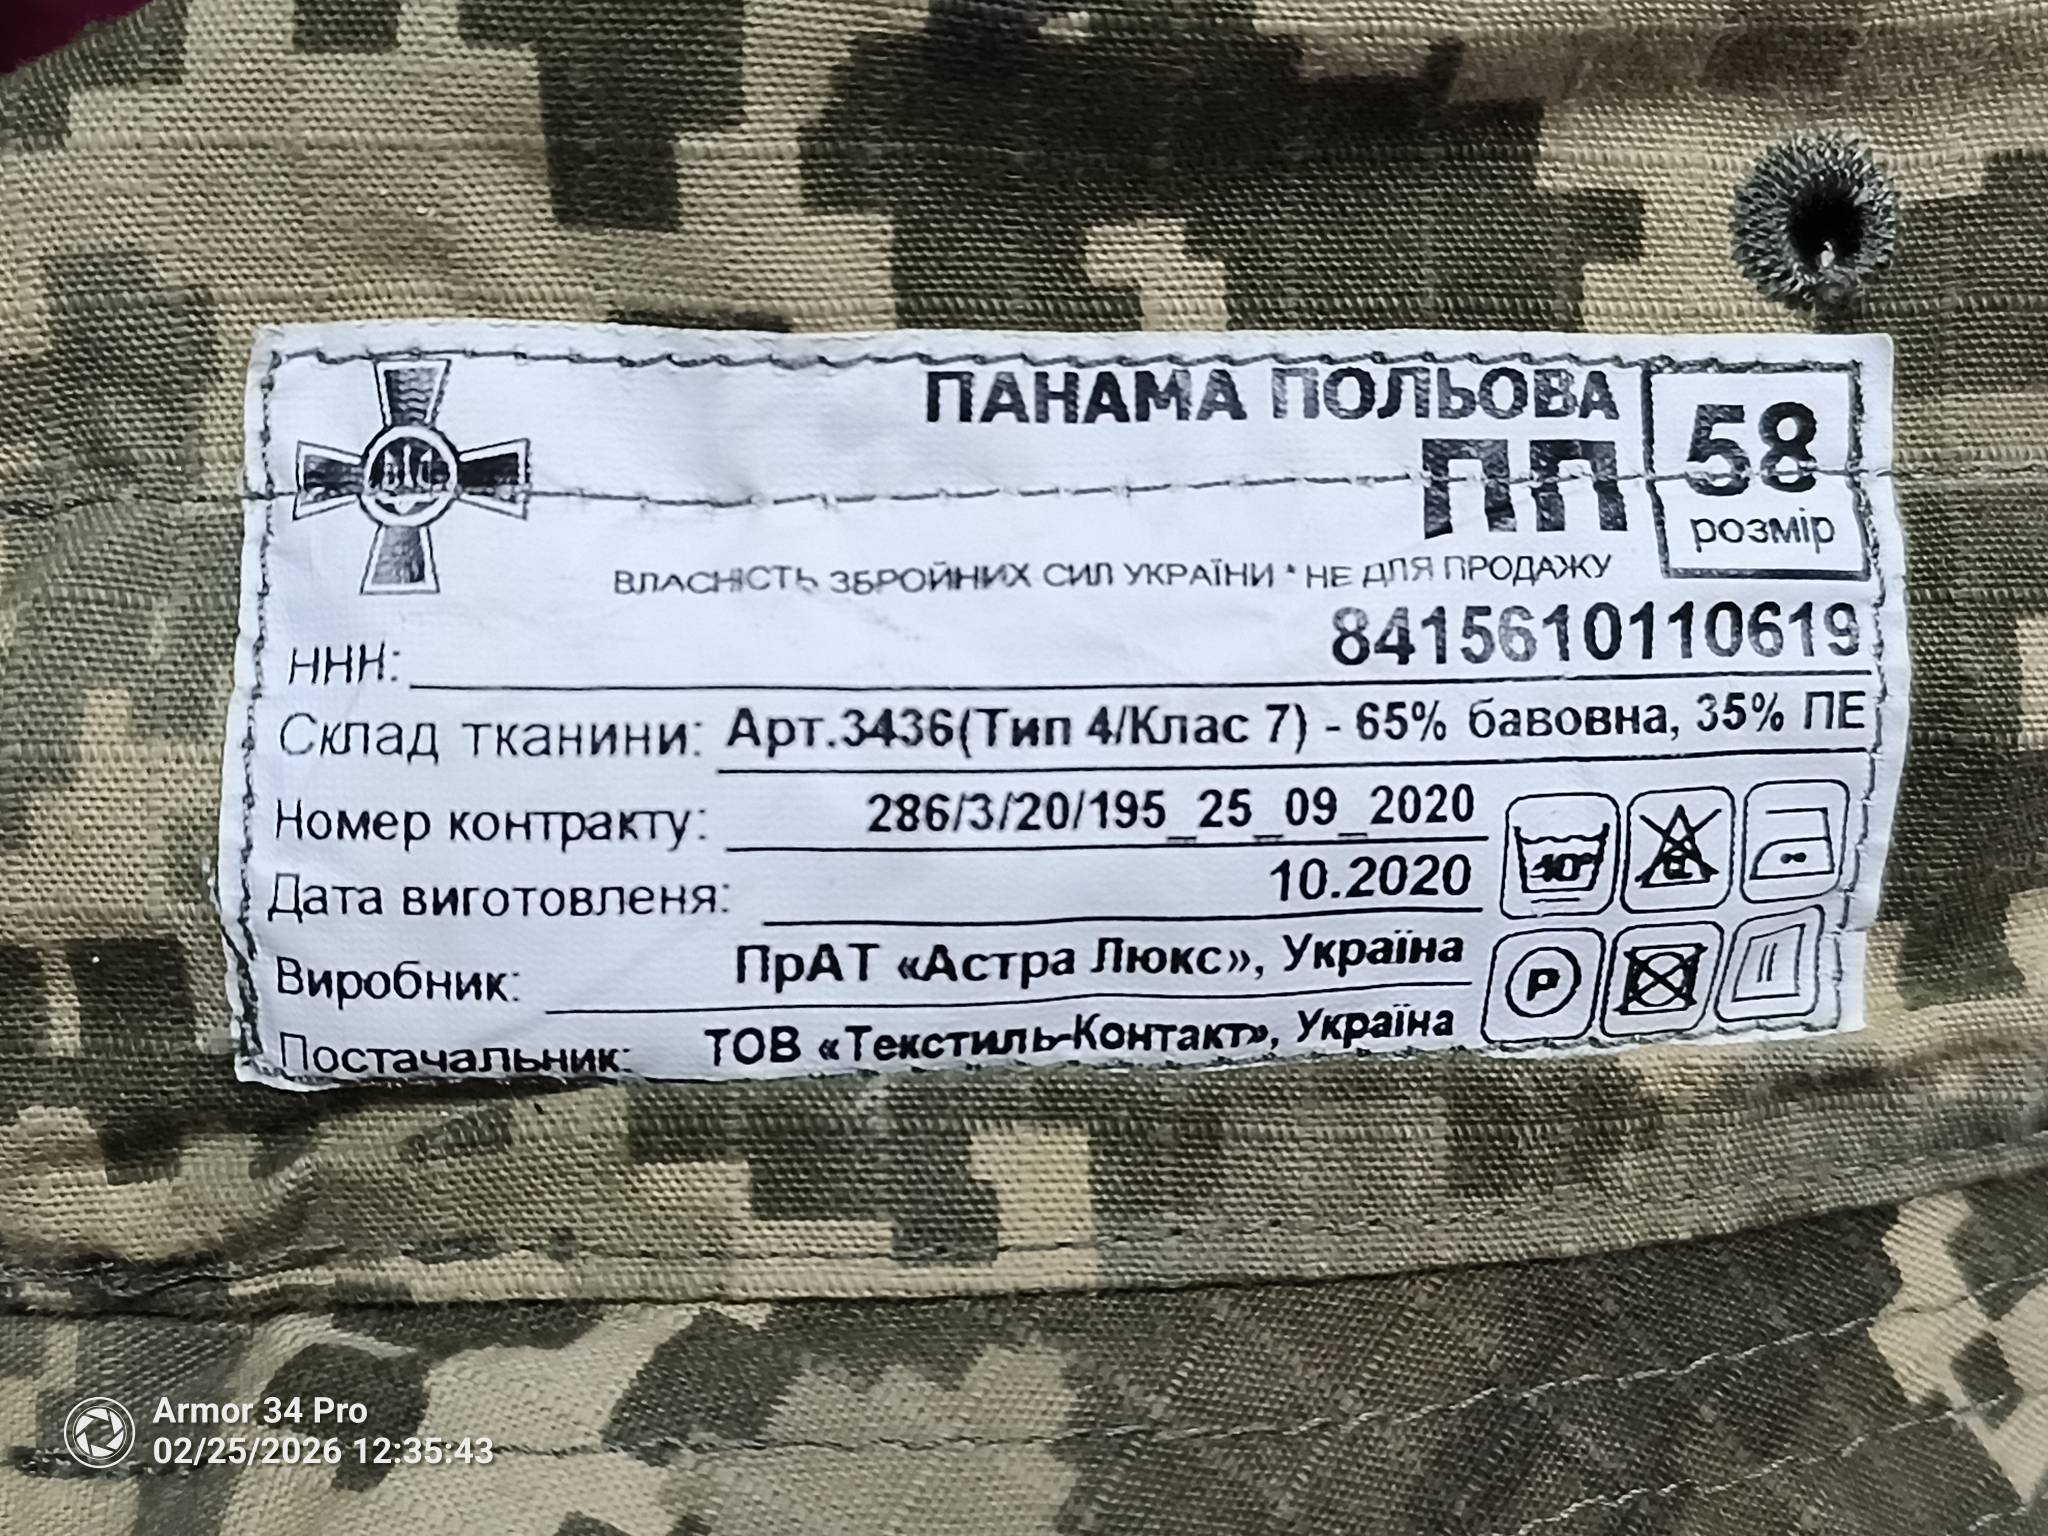 ПАНАМА ПОЛЬОВА
ПП
58
розмір
ВЛАСНІСТЬ ЗБРОЙНИХ СИЛ УКРАЇНИ * НЕ ДЛЯ ПРОДАЖУ
ННН: 8415610110619
Склад тканини: Арт.3436(Тип 4/Клас 7) - 65% бавовна, 35% ПЕ
Номер контракту: 286/3/20/195_25_09_2020
Дата виготовленя: 10.2020
Виробник: ПрАТ «Астра Люкс», Україна
Постачальник: ТОВ «Текстиль-Контакт», Україна
40°
Cl
P
Armor 34 Pro
02/25/2026 12:35:43